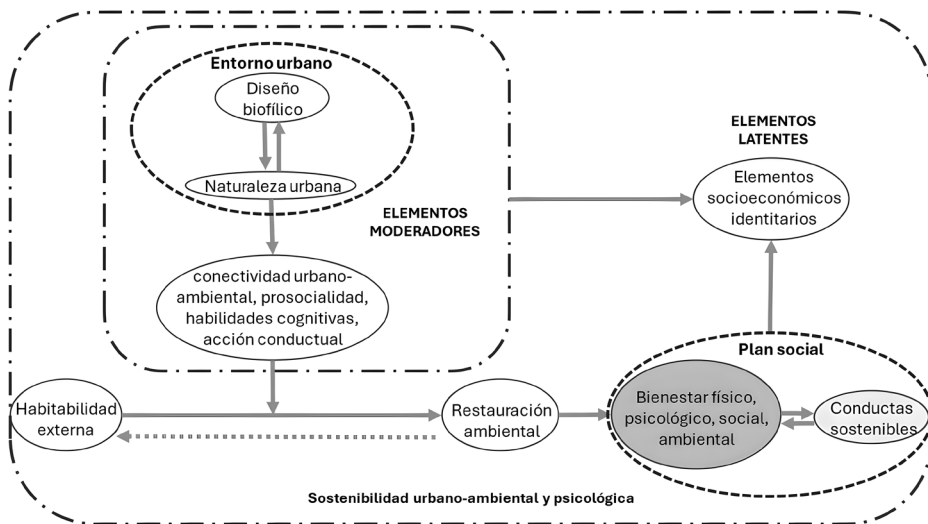 Entorno urbano
Diseño
biofílico
Naturaleza urbana
ELEMENTOS
MODERADORES
conectividad urbano-
ambiental, prosocialidad,
habilidades cognitivas,
acción conductual
ELEMENTOS
LATENTES
Elementos
socioeconómicos
identitarios
Habitabilidad
externa
Restauración
ambiental
Plan social
Bienestar físico,
psicológico, social,
ambiental
Conductas
sostenibles
Sostenibilidad urbano-ambiental y psicológica